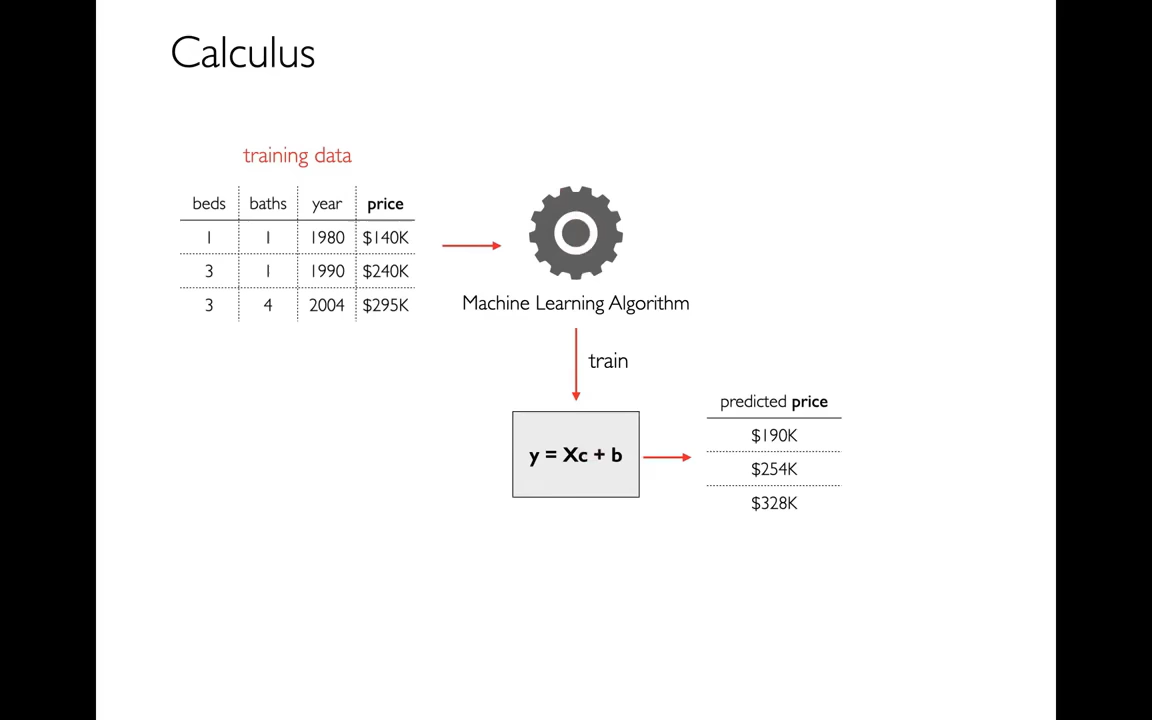 Calculus
training data
beds baths year price
1 1 1980 $140K
3 1 1990 $240K
3 4 2004 $295K
Machine Learning Algorithm
train
y = Xc + b
predicted price
$190K
$254K
$328K